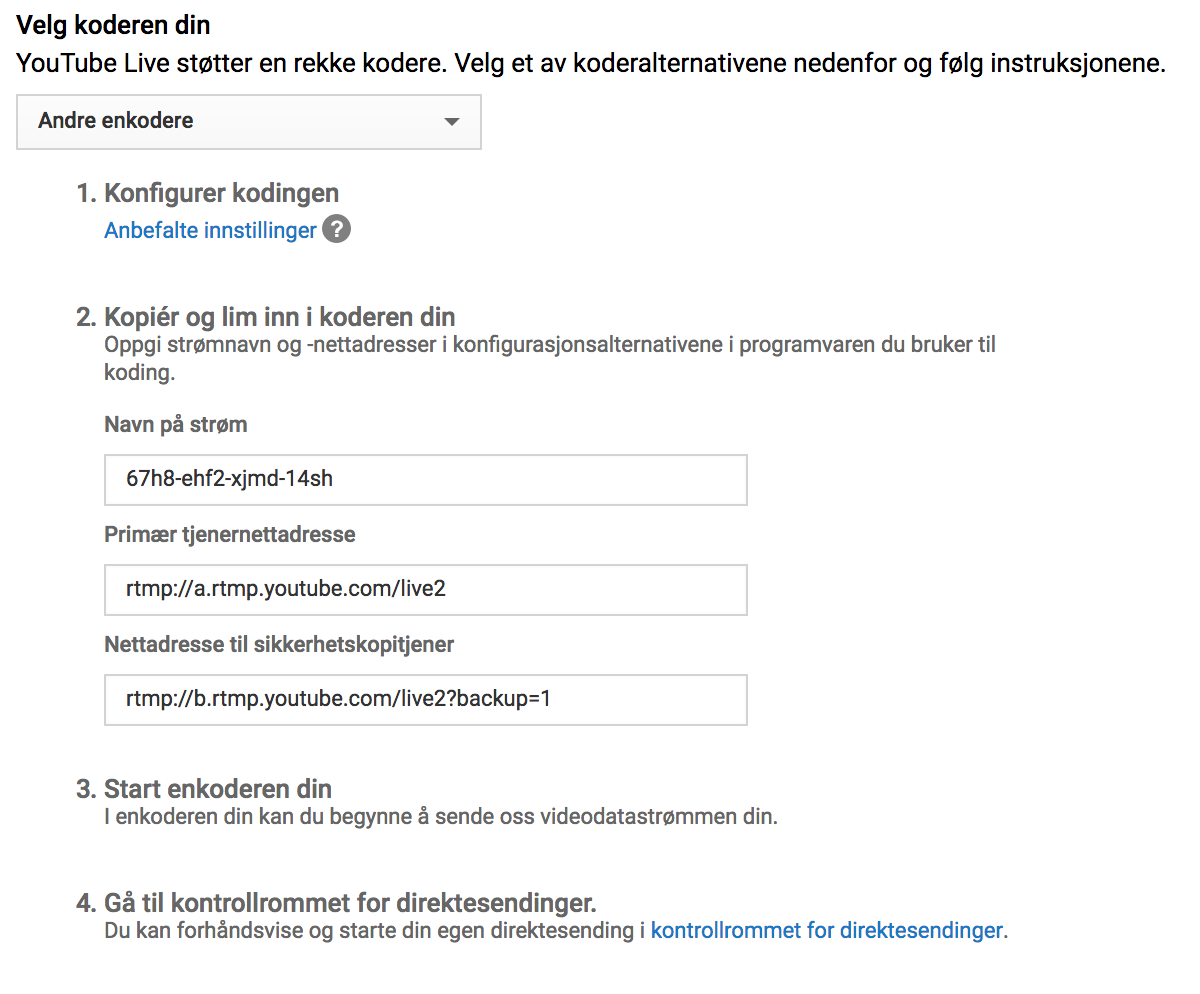 Velg koderen din
YouTube Live støtter en rekke kodere. Velg et av koderalternativene nedenfor og følg instruksjonene.
Andre enkodere
1. Konfigurer kodingen
Anbefalte innstillinger ?
2. Kopiér og lim inn i koderen din
Oppgi strømnavn og -nettadresser i konfigurasjonsalternativene i programvaren du bruker til
koding.
Navn på strøm
67h8-ehf2-xjmd-14sh
Primær tjenernettadresse
rtmp://a.rtmp.youtube.com/live2
Nettadresse til sikkerhetskopitjener
rtmp://b.rtmp.youtube.com/live2?backup=1
3. Start enkoderen din
I enkoderen din kan du begynne å sende oss videodatastrømmen din.
4. Gå til kontrollrommet for direktesendinger.
Du kan forhåndsvise og starte din egen direktesending i kontrollrommet for direktesendinger.